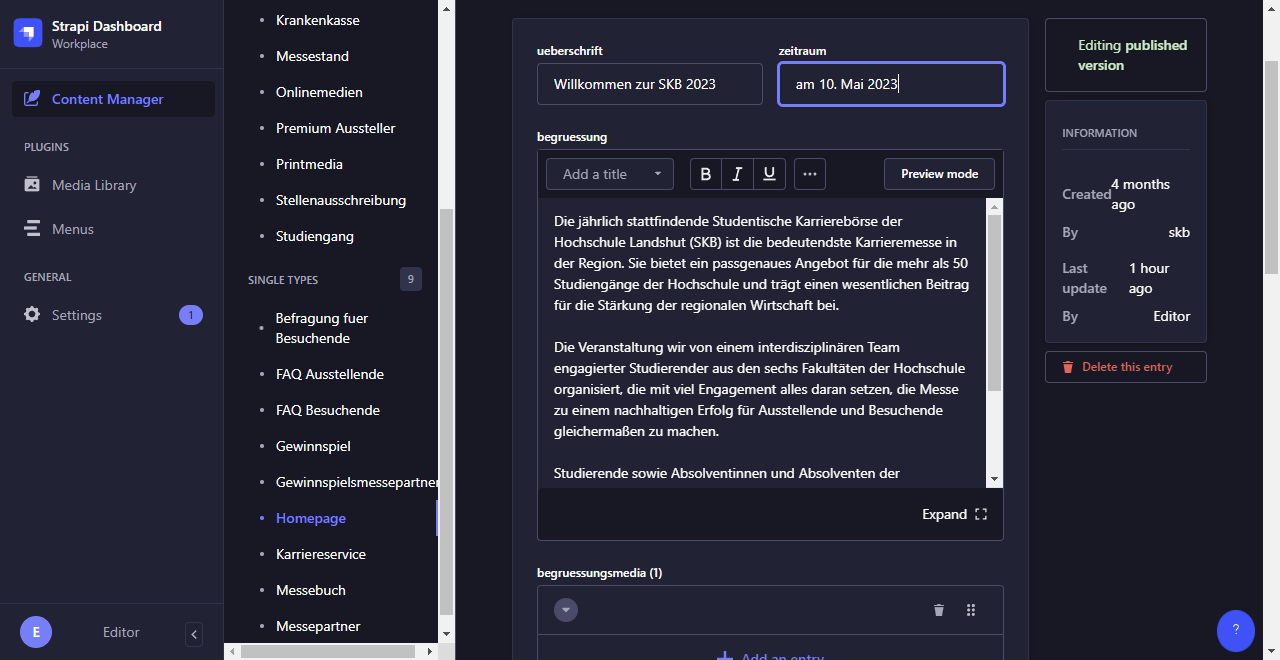 Strapi Dashboard
Workplace
Content Manager
PLUGINS
Media Library
Menus
GENERAL
Settings
1
E
Editor
Krankenkasse
Messestand
Onlinemedien
Premium Aussteller
Printmedia
Stellenausschreibung
Studiengang
SINGLE TYPES
9
Befragung fuer
Besuchende
FAQ Ausstellende
FAQ Besuchende
Gewinnspiel
Gewinnspielsmessepartner
Homepage
Karriereservice
Messebuch
Messepartner
ueberschrift
Willkommen zur SKB 2023
zeitraum
am 10. Mai 2023
begruessung
Add a title
B
I
U
Preview mode
Die jährlich stattfindende Studentische Karrierebörse der
Hochschule Landshut (SKB) ist die bedeutendste Karrieremesse in
der Region. Sie bietet ein passgenaues Angebot für die mehr als 50
Studiengänge der Hochschule und trägt einen wesentlichen Beitrag
für die Stärkung der regionalen Wirtschaft bei.
Die Veranstaltung wir von einem interdisziplinären Team
engagierter Studierender aus den sechs Fakultäten der Hochschule
organisiert, die mit viel Engagement alles daran setzen, die Messe
zu einem nachhaltigen Erfolg für Ausstellende und Besuchende
gleichermaßen zu machen.
Studierende sowie Absolventinnen und Absolventen der
Expand
begruessungsmedia (1)
Add an entry
Editing published
version
INFORMATION
Created 4 months
ago
By skb
Last 1 hour
update ago
By Editor
Delete this entry
?